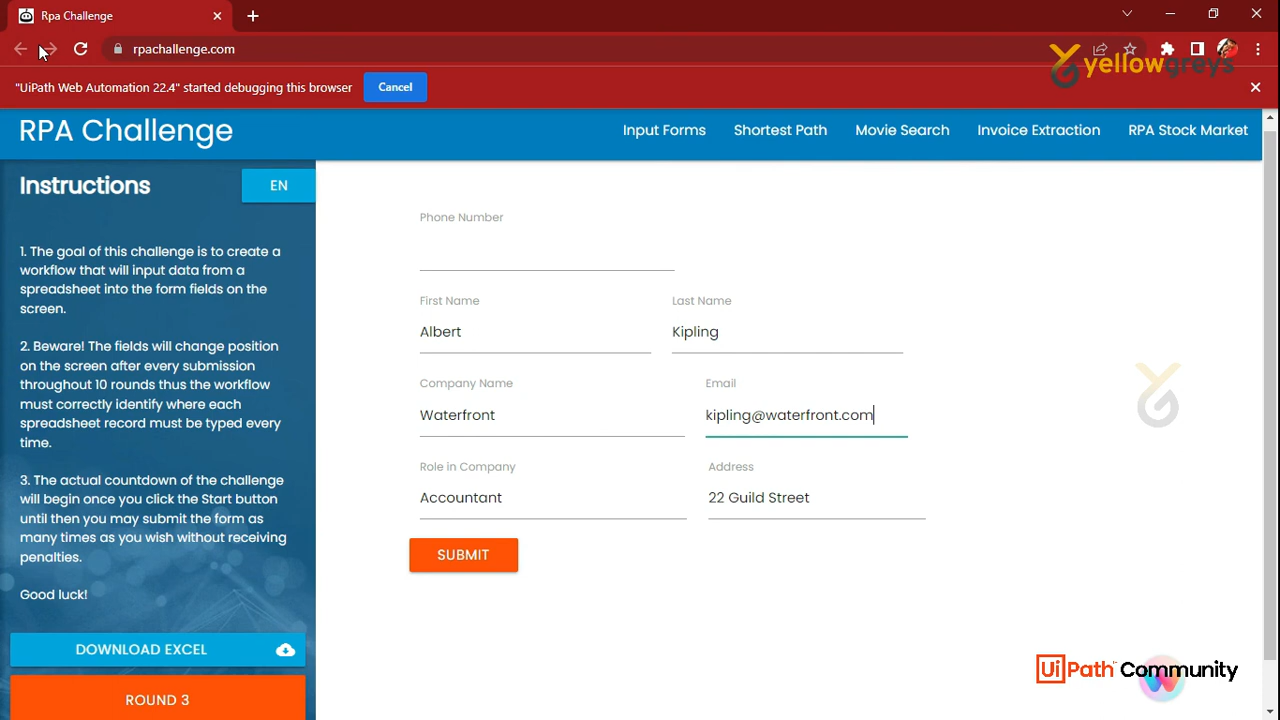 Rpa Challenge
rpachallenge.com
yellowgreys
"UiPath Web Automation 22.4" started debugging this browser
Cancel
RPA Challenge
Input Forms
Shortest Path
Movie Search
Invoice Extraction
RPA Stock Market
Instructions
EN
1. The goal of this challenge is to create a
workflow that will input data from a
spreadsheet into the form fields on the
screen.
2. Beware! The fields will change position
on the screen after every submission
throughout 10 rounds thus the workflow
must correctly identify where each
spreadsheet record must be typed every
time.
3. The actual countdown of the challenge
will begin once you click the Start button
until then you may submit the form as
many times as you wish without receiving
penalties.
Good luck!
DOWNLOAD EXCEL
ROUND 3
Phone Number
First Name
Last Name
Albert
Kipling
Company Name
Email
Waterfront
kipling@waterfront.com
Role in Company
Address
Accountant
22 Guild Street
SUBMIT
UiPath Community